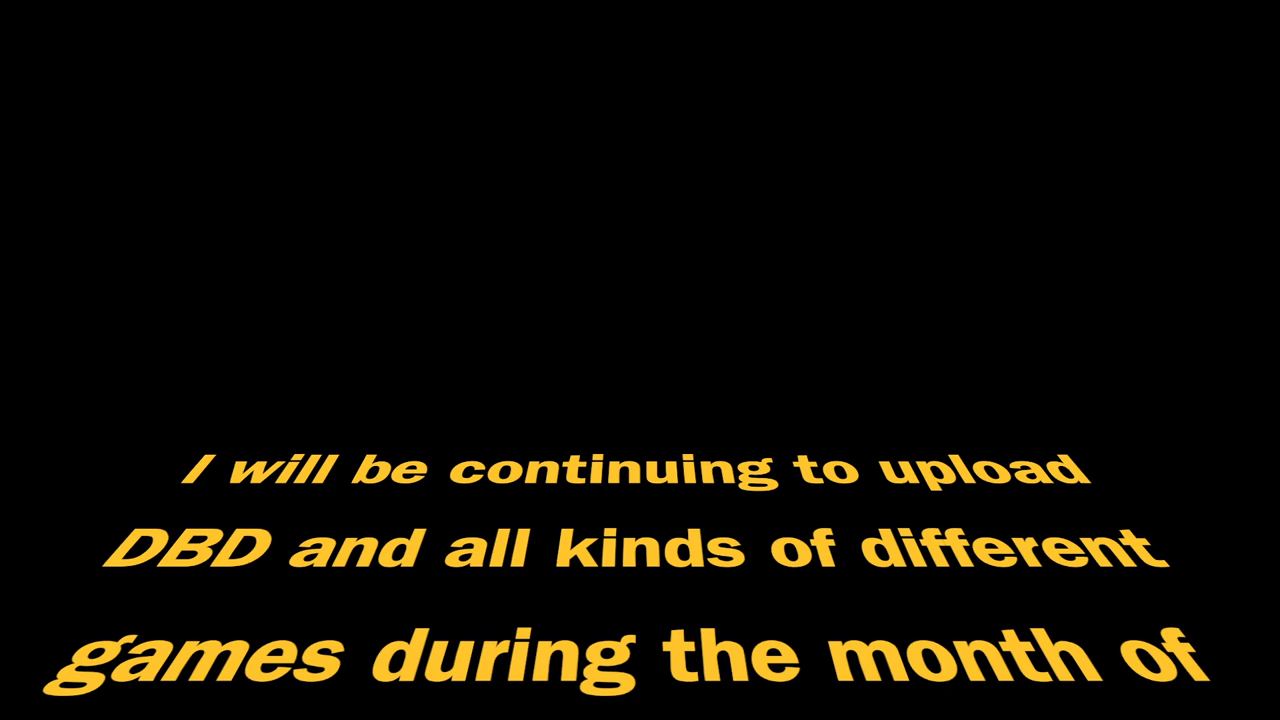 I will be continuing to upload
DBD and all kinds of different
games during the month of